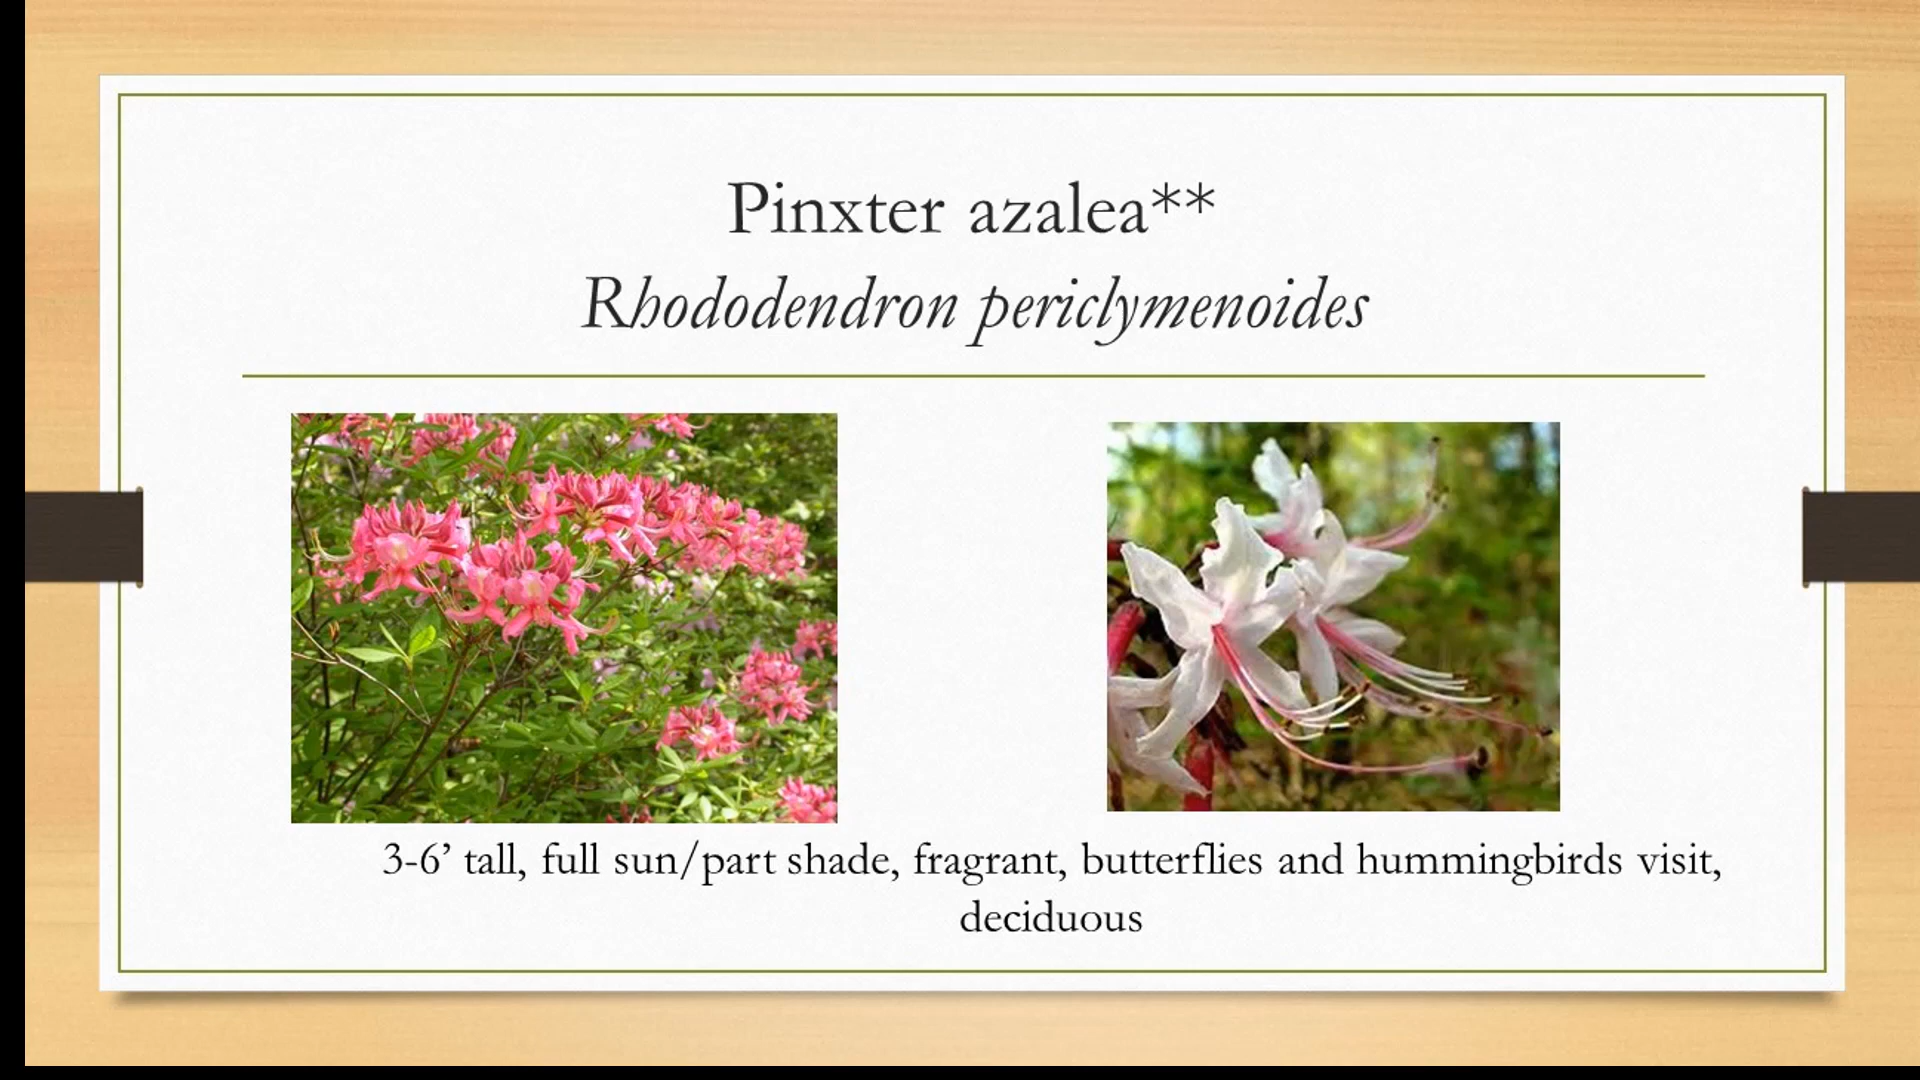 Pinxter azalea**
Rhododendron periclymenoides
3-6’ tall, full sun/part shade, fragrant, butterflies and hummingbirds visit,
deciduous